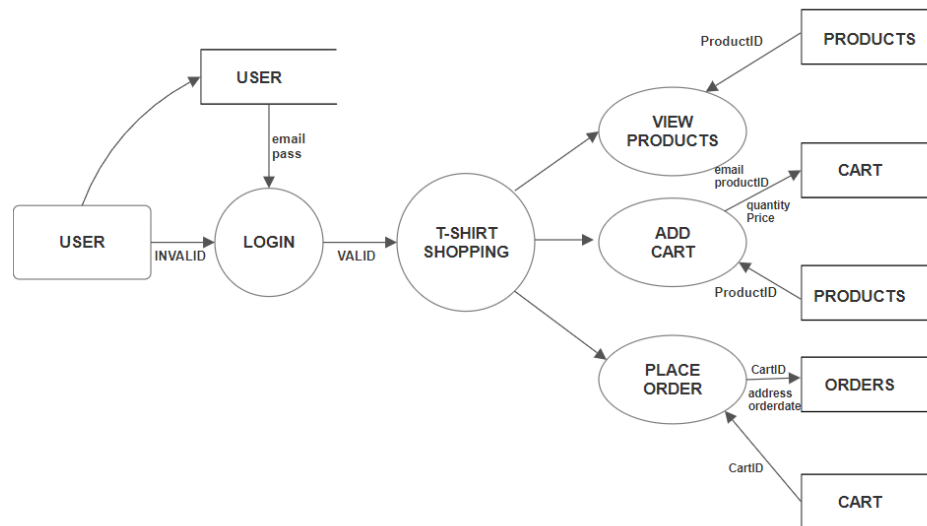 PRODUCTS
ProductID
USER
VIEW
PRODUCTS
email
pass
email
productID
CART
quantity
Price
USER
INVALID
LOGIN
VALID
T-SHIRT
SHOPPING
ADD
CART
ProductID
PRODUCTS
PLACE
ORDER
CartID
address
orderdate
ORDERS
CartID
CART